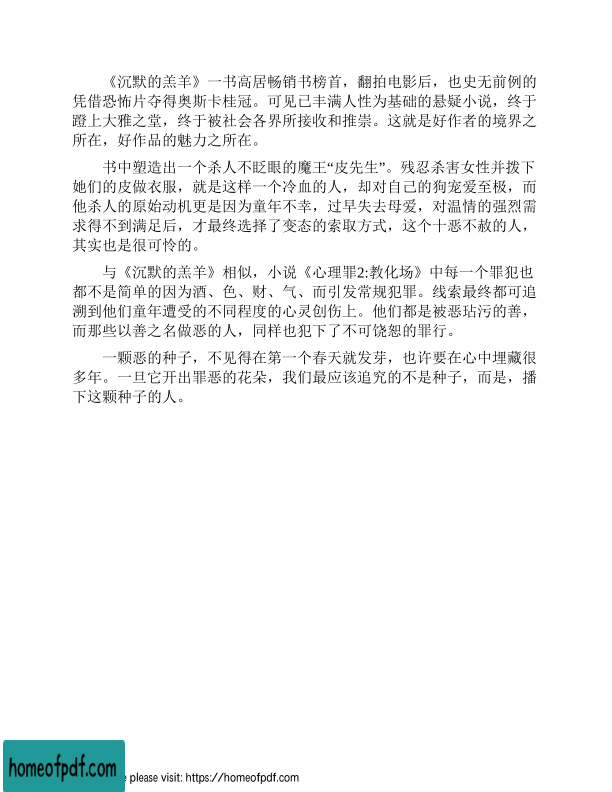 《沉默的羔羊》一书高居畅销书榜首，翻拍电影后，也史无前例的
凭借恐怖片夺得奥斯卡桂冠。可见已丰满人性为基础的悬疑小说，终于
蹬上大雅之堂，终于被社会各界所接收和推崇。这就是好作者的境界之
所在，好作品的魅力之所在。
书中塑造出一个杀人不眨眼的魔王“皮先生”。残忍杀害女性并拨下
她们的皮做衣服，就是这样一个冷血的人，却对自己的狗宠爱至极，而
他杀人的原始动机更是因为童年不幸，过早失去母爱，对温情的强烈需
求得不到满足后，才最终选择了变态的索取方式，这个十恶不赦的人，
其实也是很可怜的。
与《沉默的羔羊》相似，小说《心理罪2:教化场》中每一个罪犯也
都不是简单的因为酒、色、财、气、而引发常规犯罪。线索最终都可追
溯到他们童年遭受的不同程度的心灵创伤上。他们都是被恶玷污的善，
而那些以善之名做恶的人，同样也犯下了不可饶恕的罪行。
一颗恶的种子，不见得在第一个春天就发芽，也许要在心中埋藏很
多年。一旦它开出罪恶的花朵，我们最应该追究的不是种子，而是，播
下这颗种子的人。
homeofpdf.com
please visit: https://homeofpdf.com